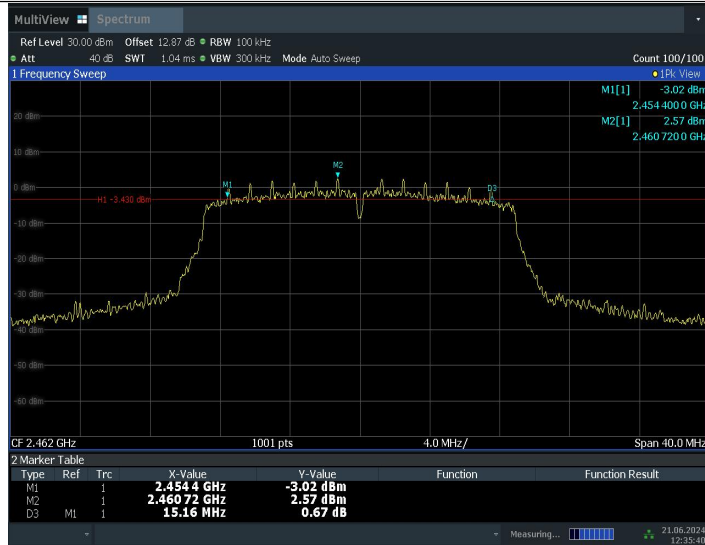 MultiView Spectrum
Ref Level 30.00 dBm Offset 12.87 dB RBW 100 kHz
Att 40 dB SWT 1.04 ms VBW 300 kHz Mode Auto Sweep Count 100/100
1 Frequency Sweep 1Pk View
M1[1] -3.02 dBm
2.454 400 0 GHz
M2[1] 2.57 dBm
2.460 720 0 GHz
20 dBm
10 dBm
M2
0 dBm
M1
D3
H1 -3.430 dBm
-10 dBm
-20 dBm
-30 dBm
-40 dBm
-50 dBm
-60 dBm
CF 2.462 GHz 1001 pts 4.0 MHz/ Span 40.0 MHz
2 Marker Table
Type Ref Trc X-Value Y-Value Function Function Result
M1 1 2.454 4 GHz -3.02 dBm
M2 1 2.460 72 GHz 2.57 dBm
D3 M1 1 15.16 MHz 0.67 dB
Measuring... 21.06.2024
12:35:40